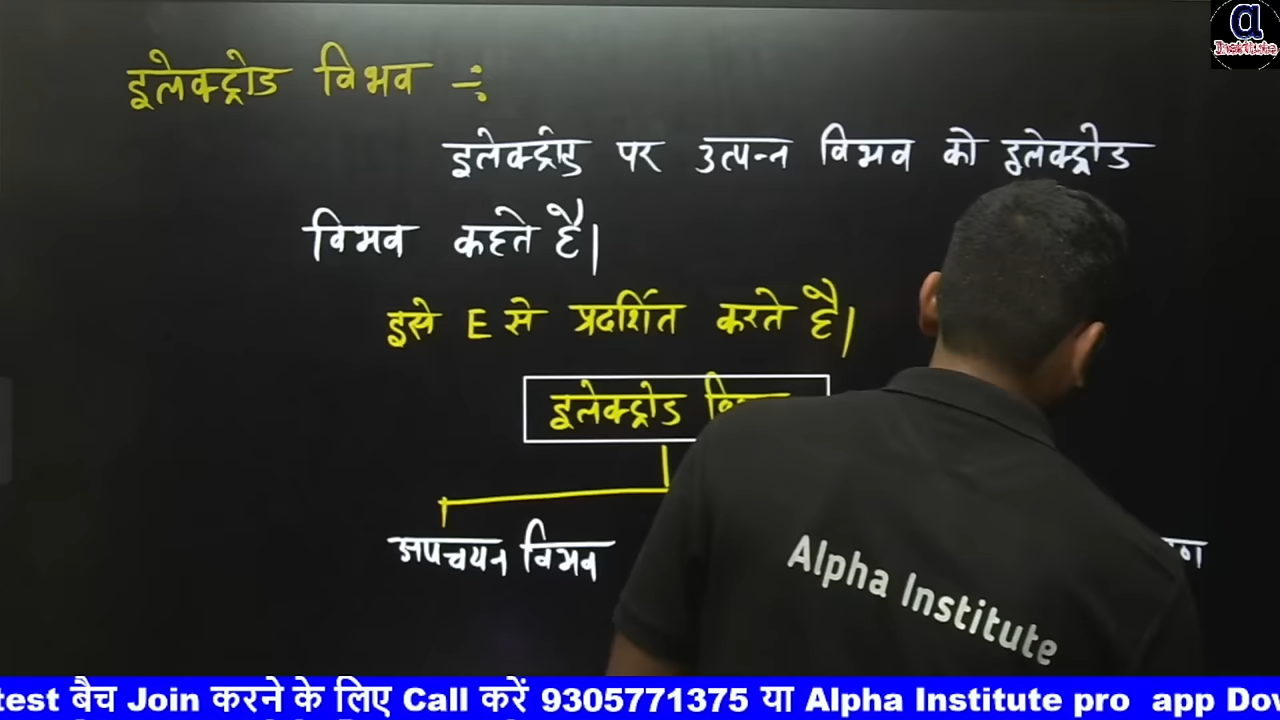 α
Institute
इलेक्ट्रोड विभव ÷
इलेक्ट्रोड पर उत्पन्न विभव को इलेक्ट्रोड
विभव कहते है।
इसे E से प्रदर्शित करते है।
इलेक्ट्रोड
अपचयन विभव
Alpha Institute
test बैच Join करने के लिए Call करें 9305771375 या Alpha Institute pro app